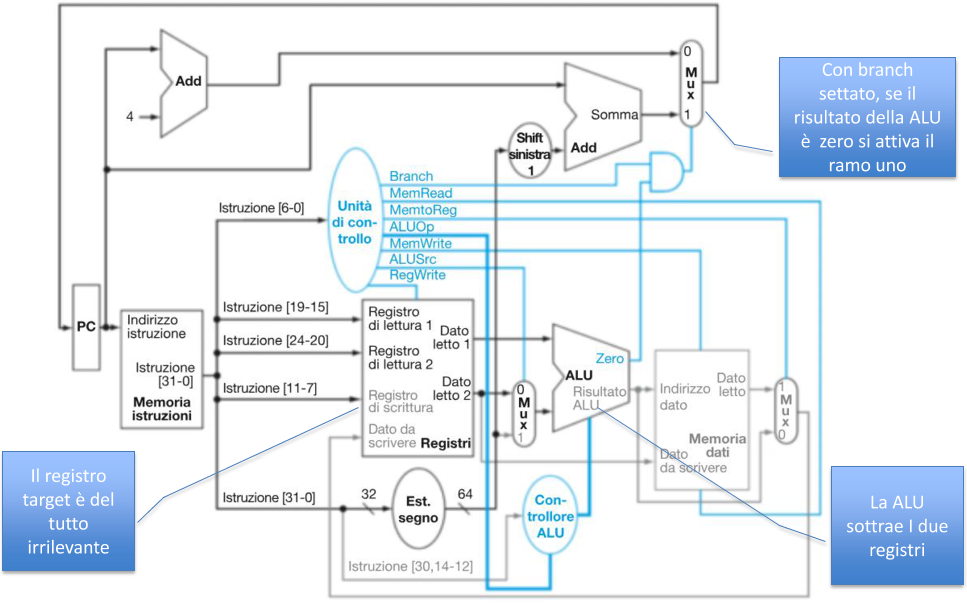 Add
4
0
M
u
x
1
Con branch
settato, se il
risultato della ALU
è zero si attiva il
ramo uno
Somma
Add
Shift
sinistra
1
Branch
MemRead
MemtoReg
ALUOp
MemWrite
ALUSrc
RegWrite
Unità
di con-
trollo
Istruzione [6-0]
PC
Indirizzo
istruzione
Istruzione
[31-0]
Memoria
istruzioni
Istruzione [19-15]
Istruzione [24-20]
Istruzione [11-7]
Registro
di lettura 1
Registro
di lettura 2
Registro
di scrittura
Dato da
scrivere
Dato
letto 1
Dato
letto 2
Registri
0
M
u
x
1
Zero
ALU
Risultato
ALU
Indirizzo
dato
Dato
letto
Memoria
dati
Dato
da scrivere
1
M
u
x
0
Il registro
target è del
tutto
irrilevante
Istruzione [31-0]
32
Est.
segno
64
Con-
trollore
ALU
Istruzione [30,14-12]
La ALU
sottrae I due
registri